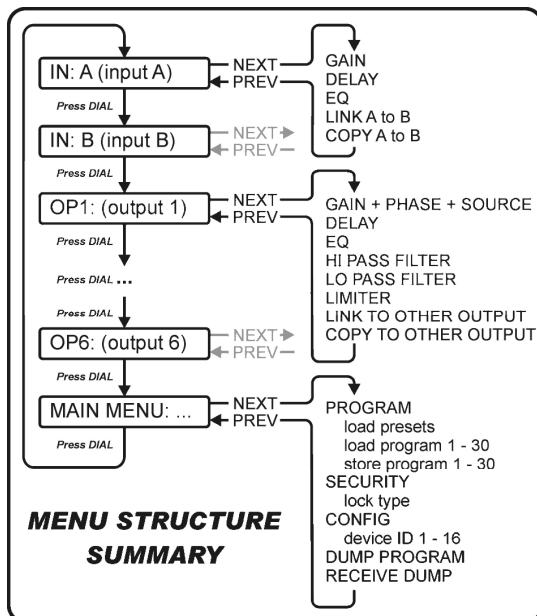 IN: A (input A)
NEXT
PREV
GAIN
DELAY
EQ
LINK A to B
COPY A to B
Press DIAL
IN: B (input B)
NEXT
PREV
Press DIAL
OP1: (output 1)
NEXT
PREV
GAIN + PHASE + SOURCE
DELAY
EQ
HI PASS FILTER
LO PASS FILTER
LIMITER
LINK TO OTHER OUTPUT
COPY TO OTHER OUTPUT
Press DIAL
Press DIAL ...
Press DIAL
OP6: (output 6)
NEXT
PREV
Press DIAL
MAIN MENU: ...
NEXT
PREV
PROGRAM
load presets
load program 1 - 30
store program 1 - 30
SECURITY
lock type
CONFIG
device ID 1 - 16
DUMP PROGRAM
RECEIVE DUMP
Press DIAL
MENU STRUCTURE
SUMMARY